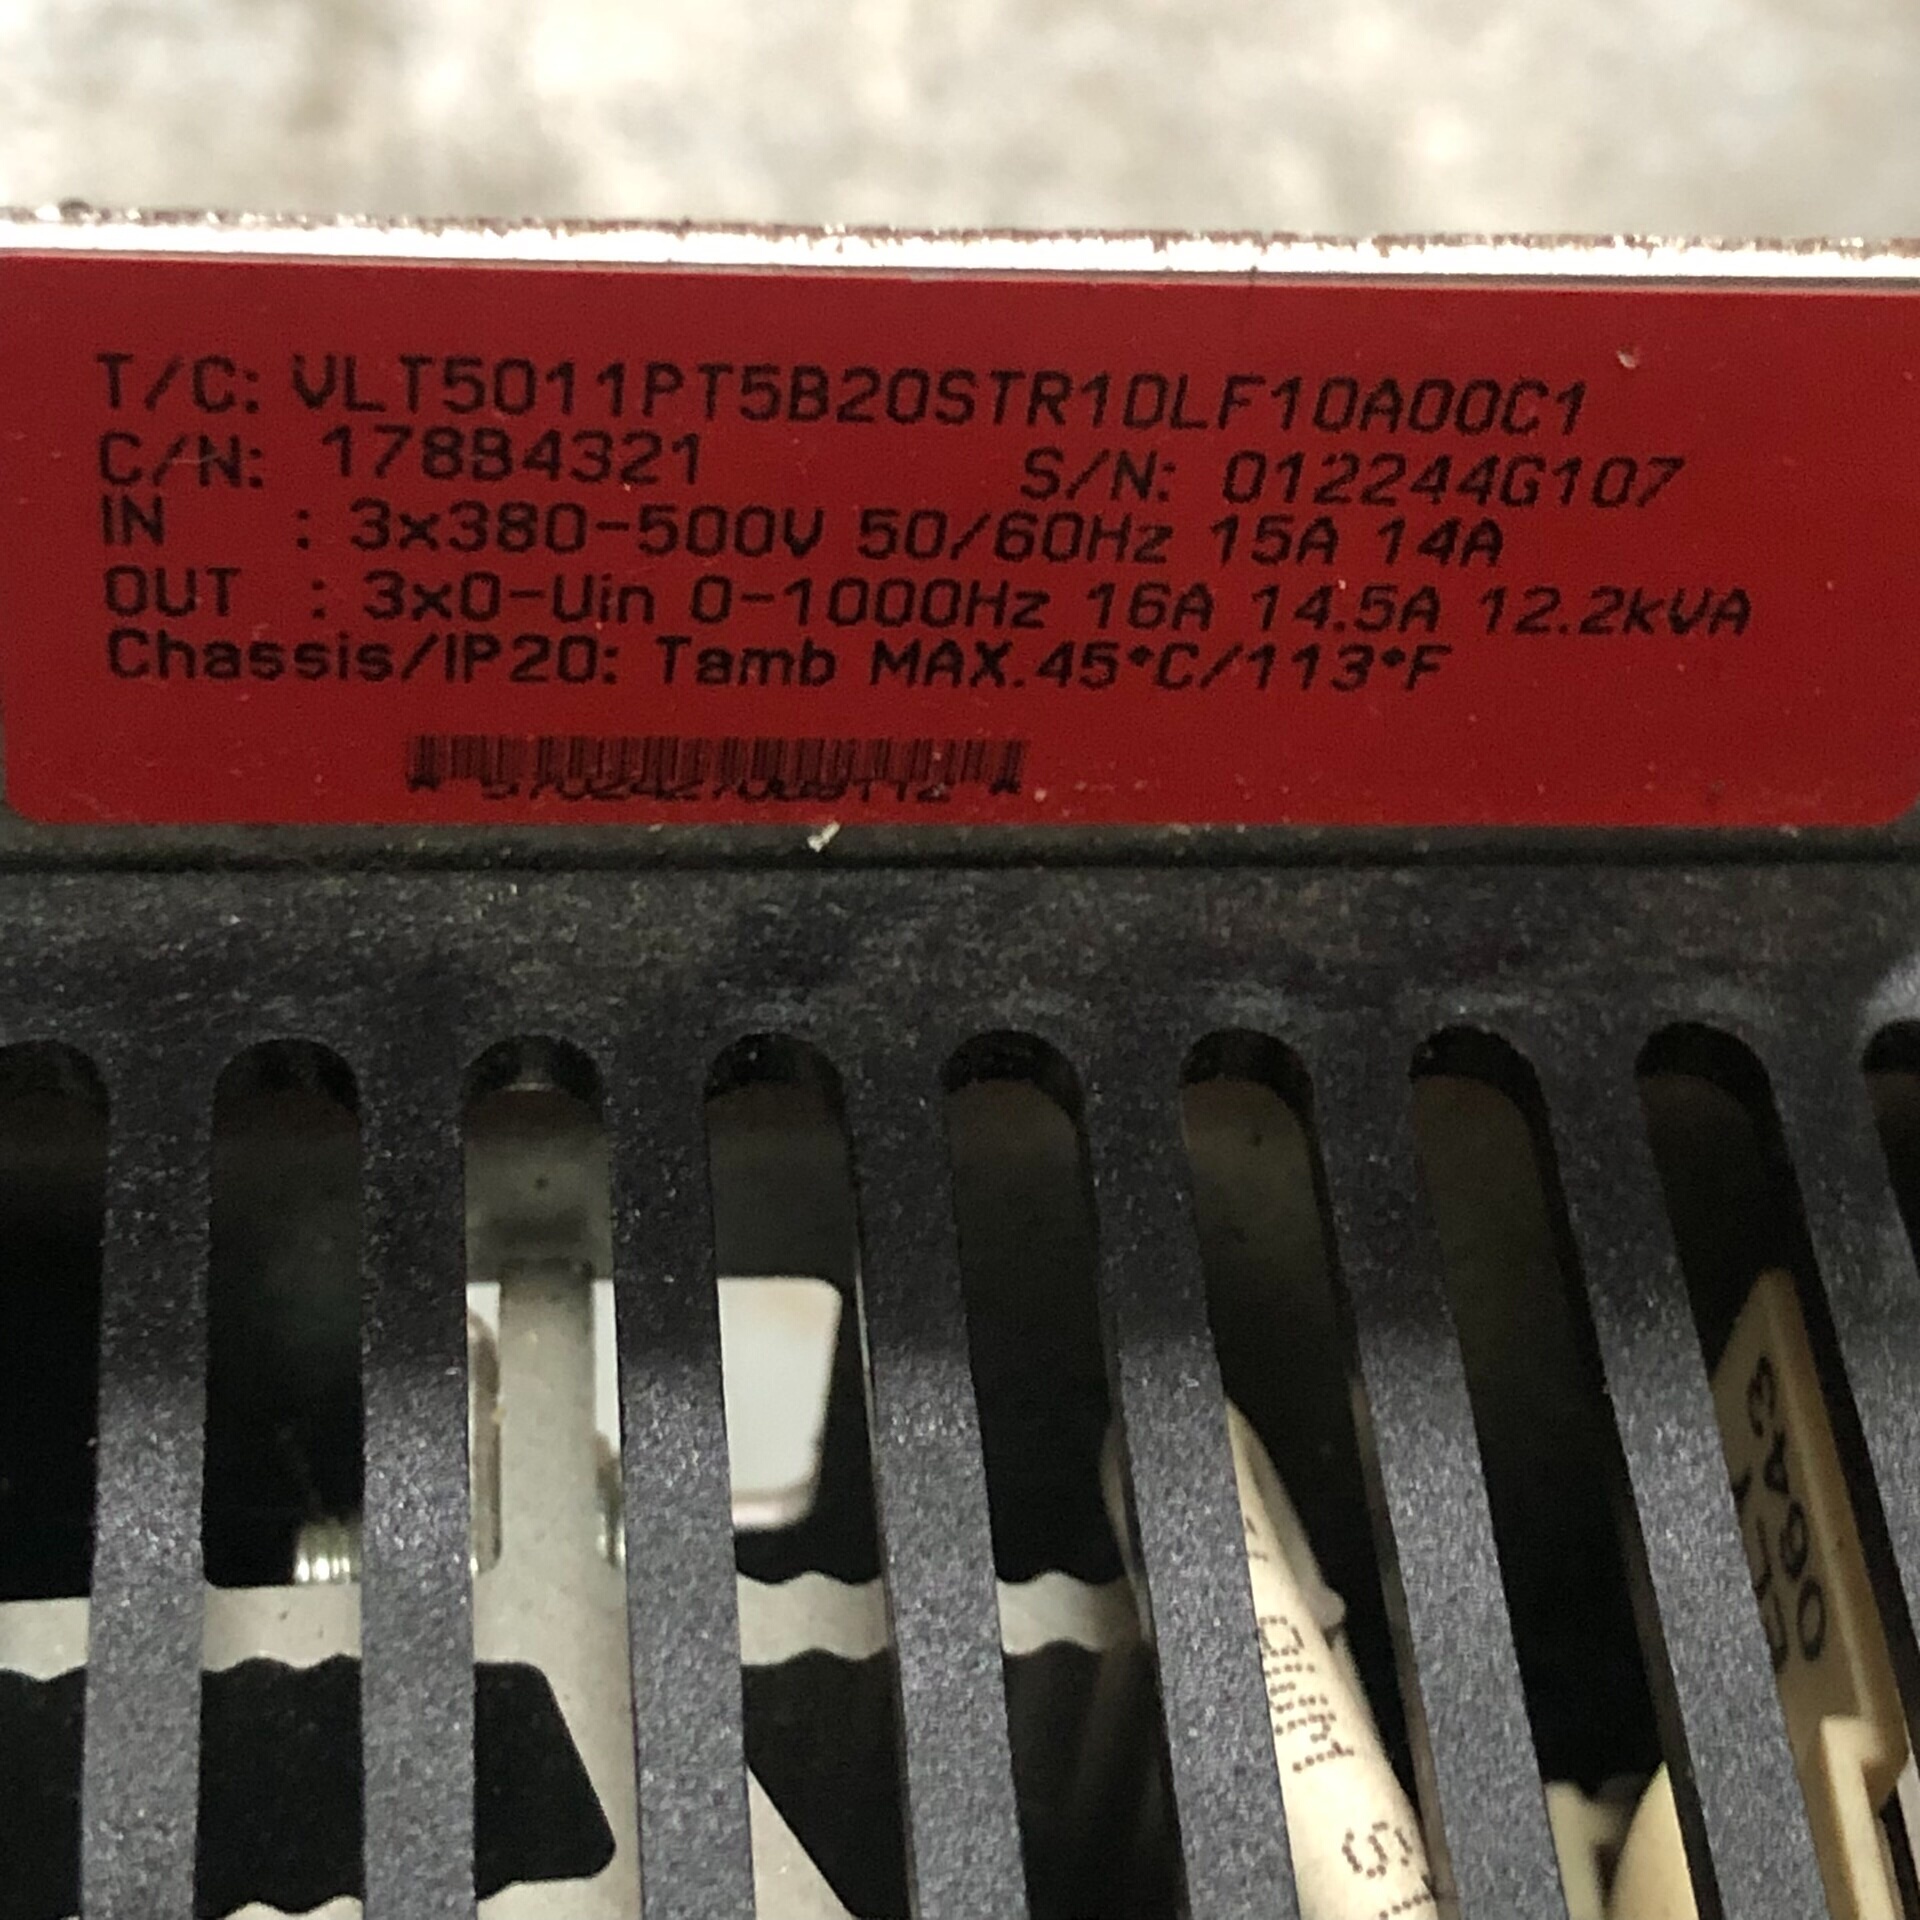 T/C: VLT5011PT5B20STR1DLF10A00C1
C/N: 178B4321 S/N: 012244G107
IN : 3x380-500V 50/60Hz 15A 14A
OUT : 3x0-Uin 0-1000Hz 16A 14.5A 12.2kVA
Chassis/IP20: Tamb MAX.45°C/113°F